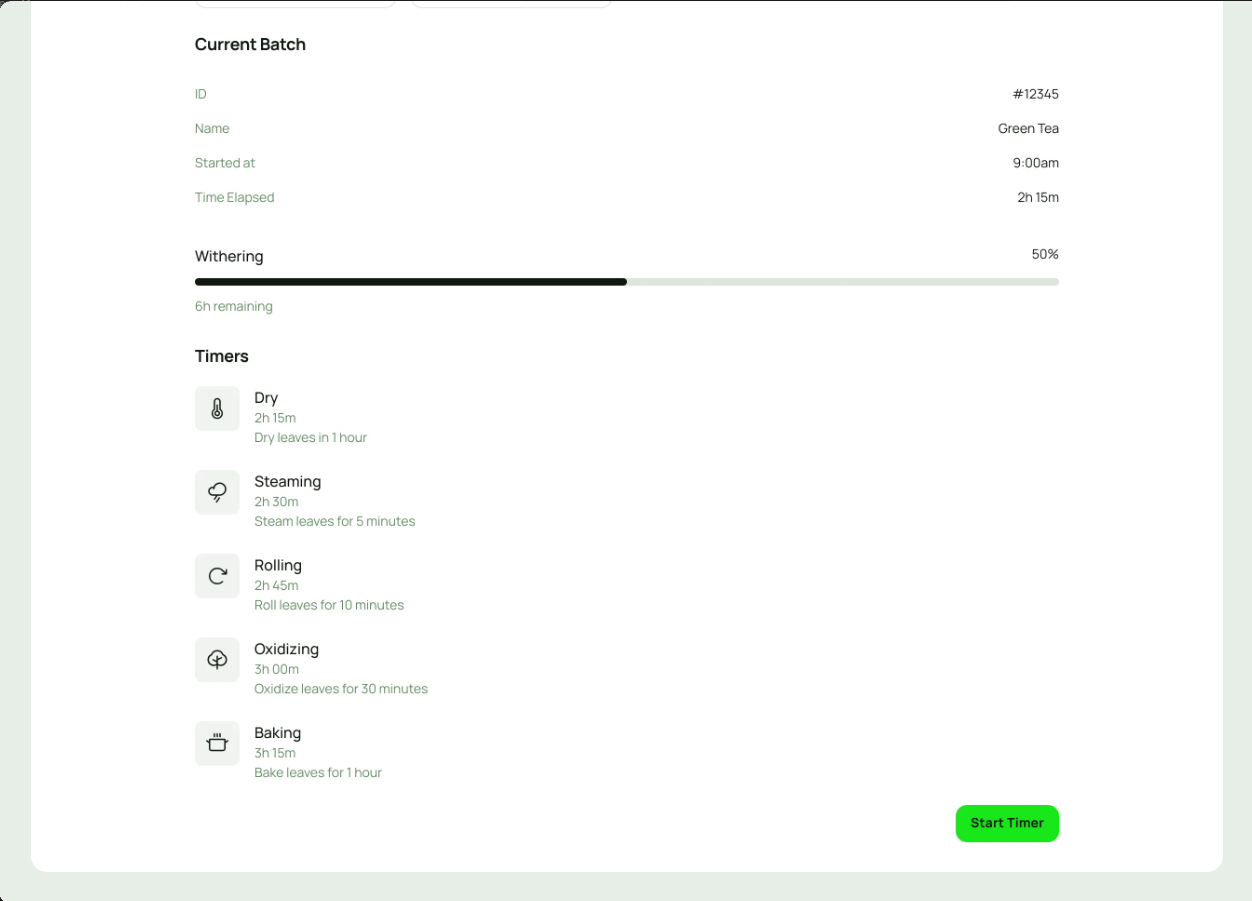 Current Batch
ID #12345
Name Green Tea
Started at 9:00am
Time Elapsed 2h 15m
Withering 50%
6h remaining
Timers
Dry
2h 15m
Dry leaves in 1 hour
Steaming
2h 30m
Steam leaves for 5 minutes
Rolling
2h 45m
Roll leaves for 10 minutes
Oxidizing
3h 00m
Oxidize leaves for 30 minutes
Baking
3h 15m
Bake leaves for 1 hour
Start Timer